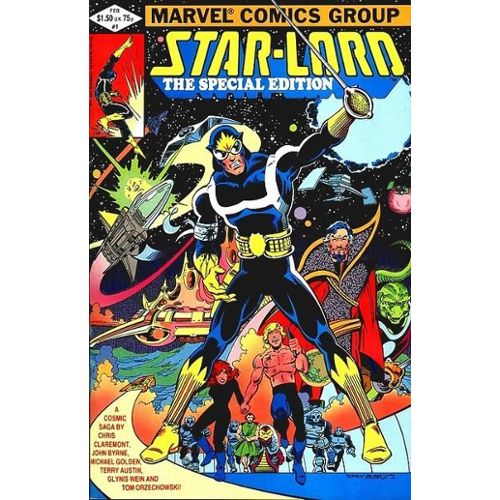 MARVEL COMICS GROUP
FEB
$1.50 UK 75p
#1
STAR-LORD
THE SPECIAL EDITION
A
COSMIC
SAGA BY
CHRIS
CLAREMONT,
JOHN BYRNE,
MICHAEL GOLDEN,
TERRY AUSTIN,
GLYNIS WEIN AND
TOM ORZECHOWSKI!